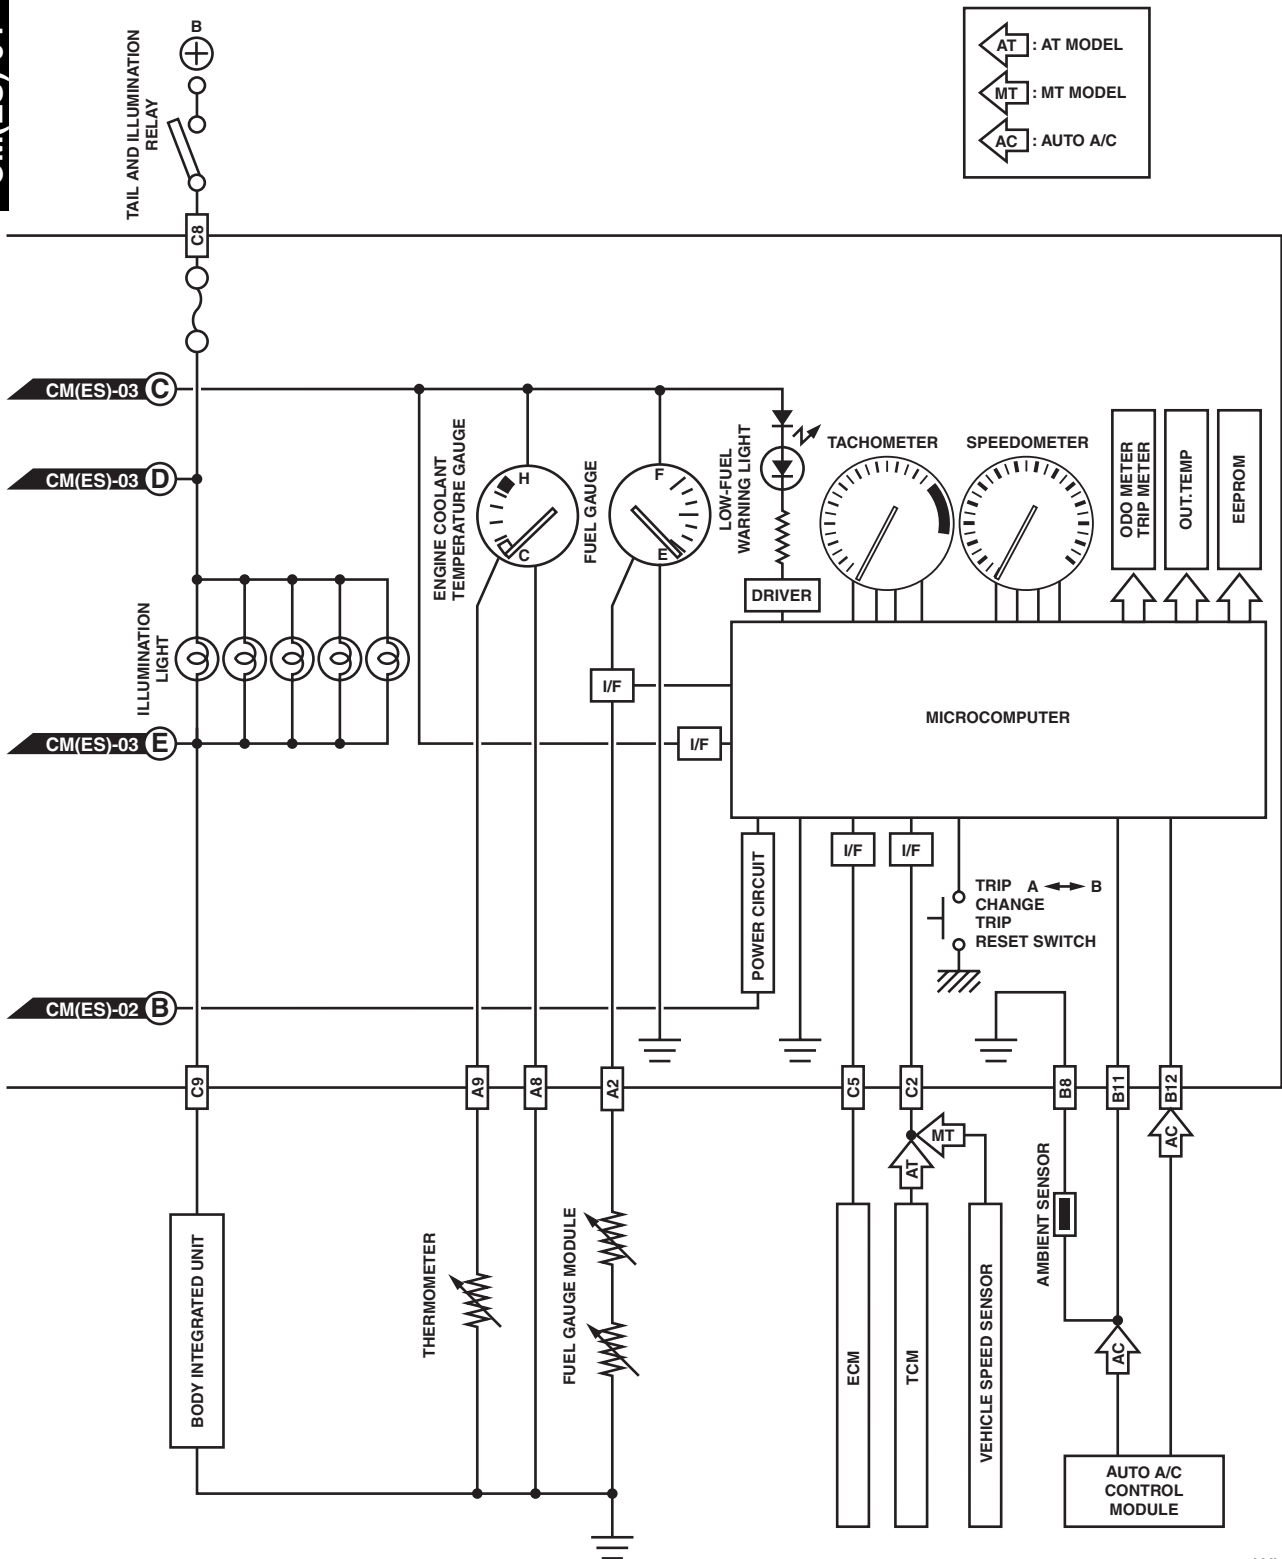 B
TAIL AND ILLUMINATION
RELAY
AT : AT MODEL
MT : MT MODEL
AC : AUTO A/C
C8
CM(ES)-03 C
CM(ES)-03 D
ENGINE COOLANT
TEMPERATURE GAUGE
H
C
FUEL GAUGE
F
E
LOW-FUEL
WARNING LIGHT
TACHOMETER
SPEEDOMETER
ODO METER
TRIP METER
OUT.TEMP
EEPROM
DRIVER
ILLUMINATION
LIGHT
I/F
MICROCOMPUTER
CM(ES)-03 E
I/F
POWER CIRCUIT
I/F
I/F
TRIP A B
CHANGE
TRIP
RESET SWITCH
CM(ES)-02 B
C9
A9
A8
A2
C5
C2
B8
B11
B12
MT
AT
AC
AMBIENT SENSOR
BODY INTEGRATED UNIT
THERMOMETER
FUEL GAUGE MODULE
ECM
TCM
VEHICLE SPEED SENSOR
AC
AUTO A/C
CONTROL
MODULE